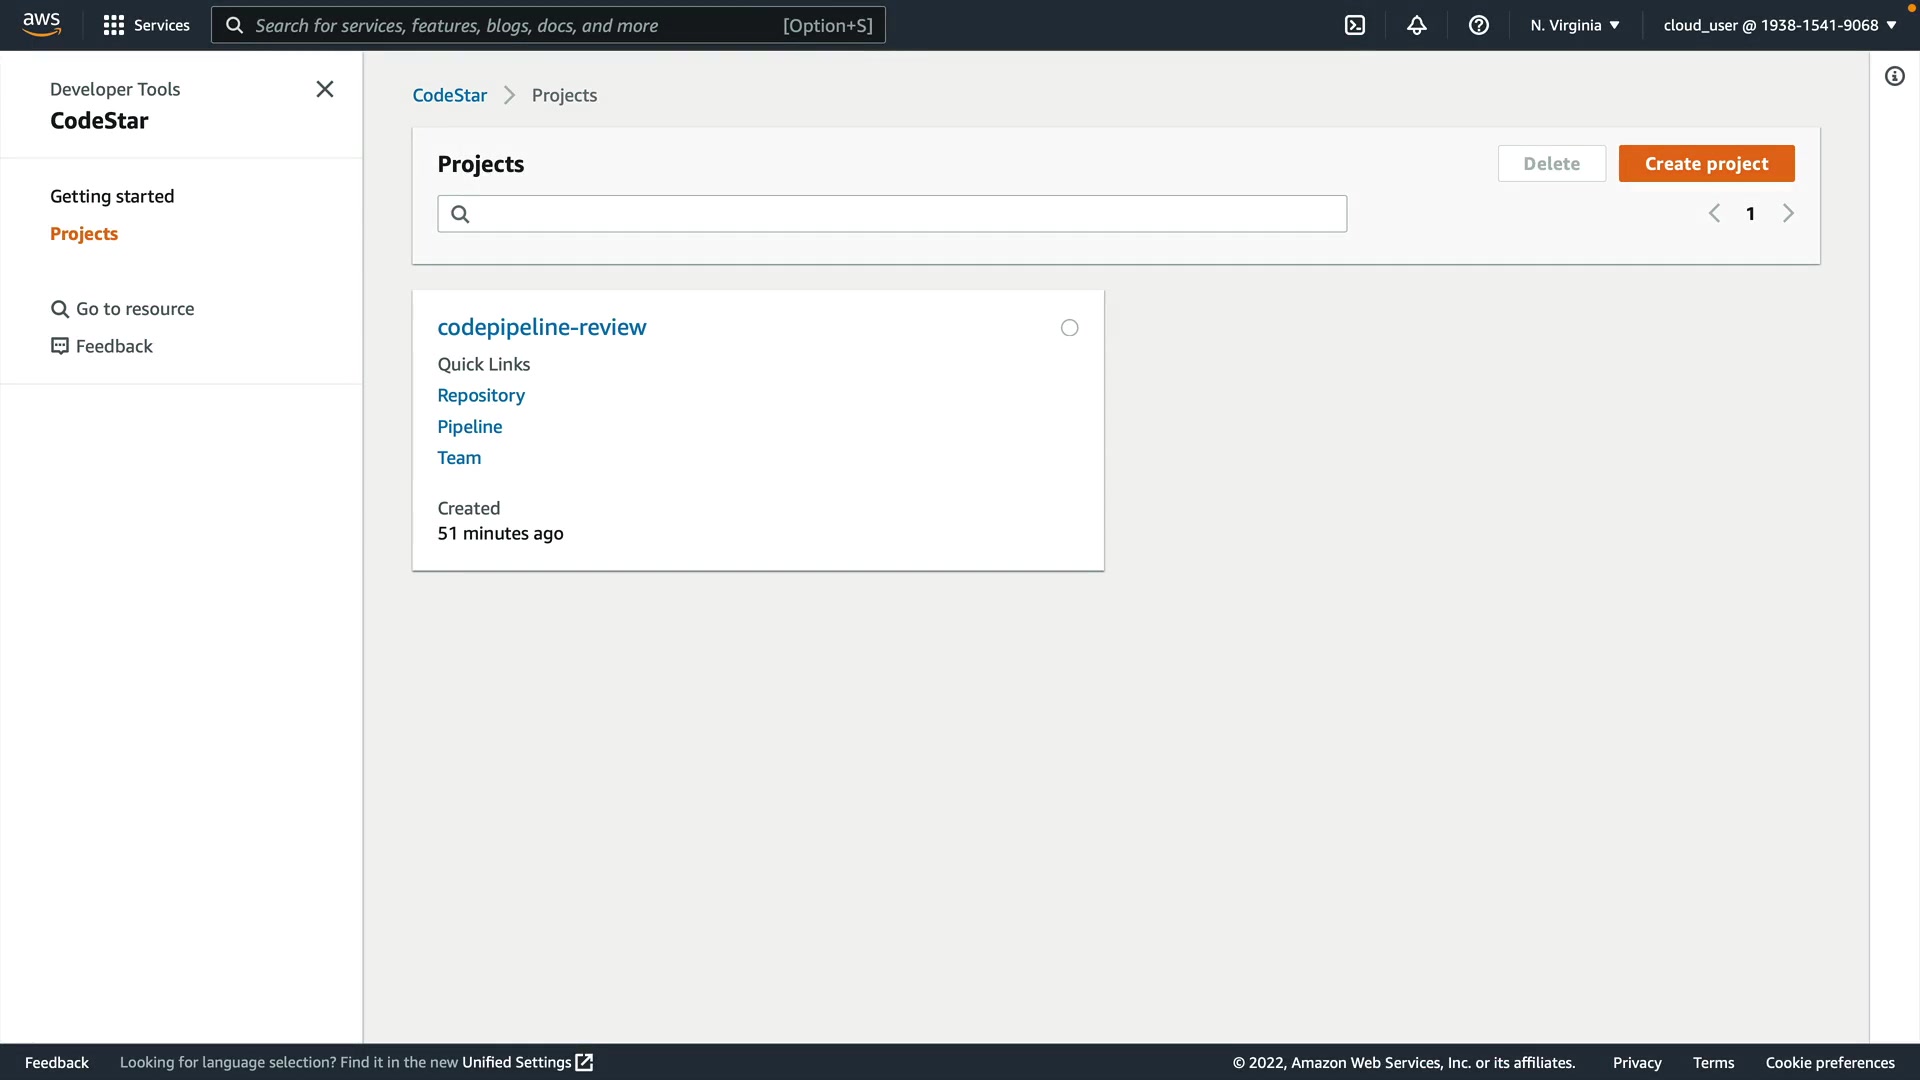 aws
Services
Search for services, features, blogs, docs, and more [Option+S]
N. Virginia
cloud_user @ 1938-1541-9068
Developer Tools
CodeStar
Getting started
Projects
Go to resource
Feedback
CodeStar
Projects
Projects
Delete
Create project
1
codepipeline-review
Quick Links
Repository
Pipeline
Team
Created
51 minutes ago
Feedback
Looking for language selection? Find it in the new Unified Settings
© 2022, Amazon Web Services, Inc. or its affiliates.
Privacy
Terms
Cookie preferences